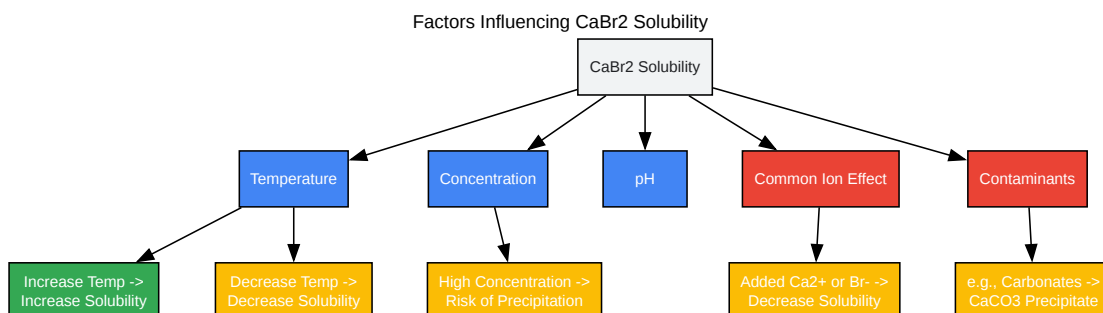 Factors Influencing CaBr2 Solubility
CaBr2 Solubility
Temperature
Concentration
pH
Common Ion Effect
Contaminants
Increase Temp ->
Increase Solubility
Decrease Temp ->
Decrease Solubility
High Concentration ->
Risk of Precipitation
Added Ca2+ or Br- ->
Decrease Solubility
e.g., Carbonates ->
CaCO3 Precipitate